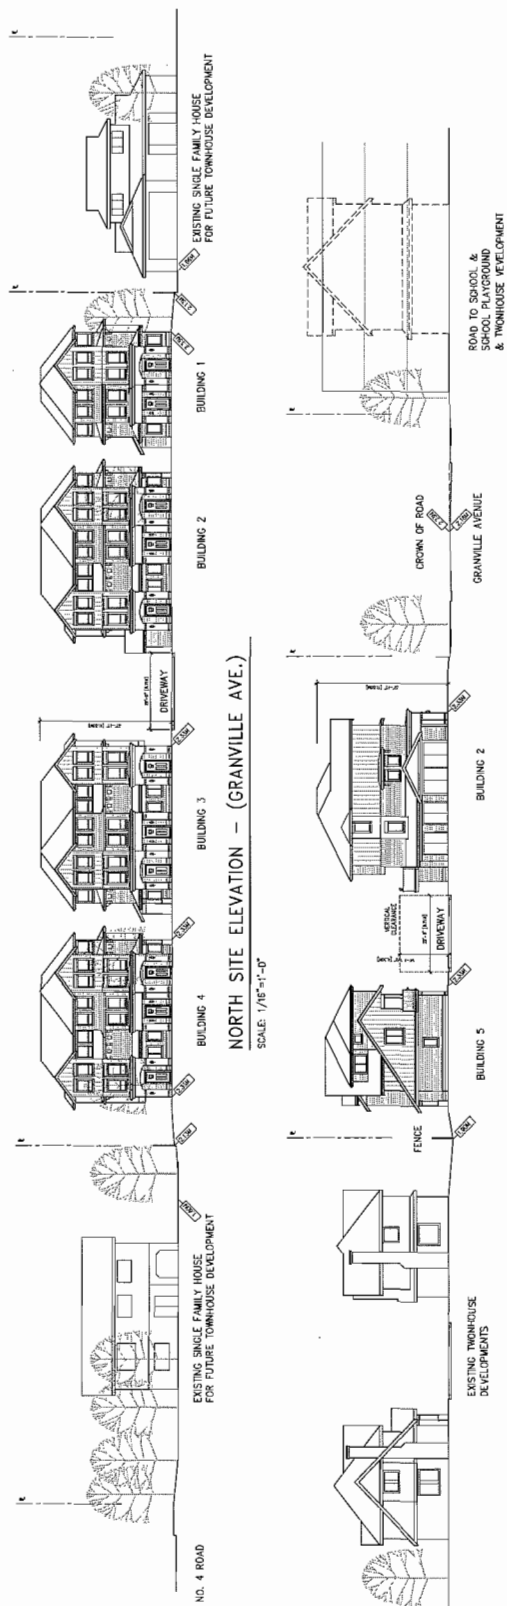 NO. 4 ROAD
EXISTING SINGLE FAMILY HOUSE
FOR FUTURE TOWNHOUSE DEVELOPMENT
BUILDING 4
BUILDING 3
DRIVEWAY
BUILDING 2
BUILDING 1
EXISTING SINGLE FAMILY HOUSE
FOR FUTURE TOWNHOUSE DEVELOPMENT
NORTH SITE ELEVATION – (GRANVILLE AVE.)
SCALE: 1/16"=1'-0"
EXISTING TWONHOUSE
DEVELOPMENTS
FENCE
BUILDING 5
VERTICAL
CLEARANCE
DRIVEWAY
BUILDING 2
CROWN OF ROAD
GRANVILLE AVENUE
ROAD TO SCHOOL &
SCHOOL PLAYGROUND
& TWONHOUSE VEVELOPMENT